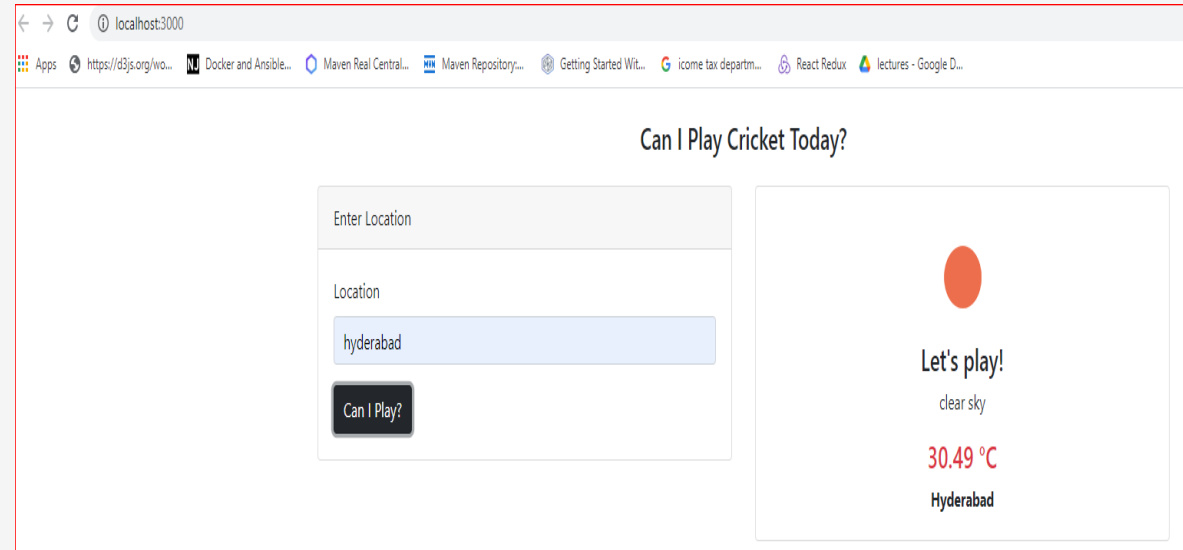 localhost:3000
Apps https://d3js.org/wo... NJ Docker and Ansible... Maven Real Central... MVN Maven Repository:... Getting Started Wit... icome tax departm... React Redux lectures - Google D...
Can I Play Cricket Today?
Enter Location
Location
hyderabad
Can I Play?
Let's play!
clear sky
30.49 °C
Hyderabad